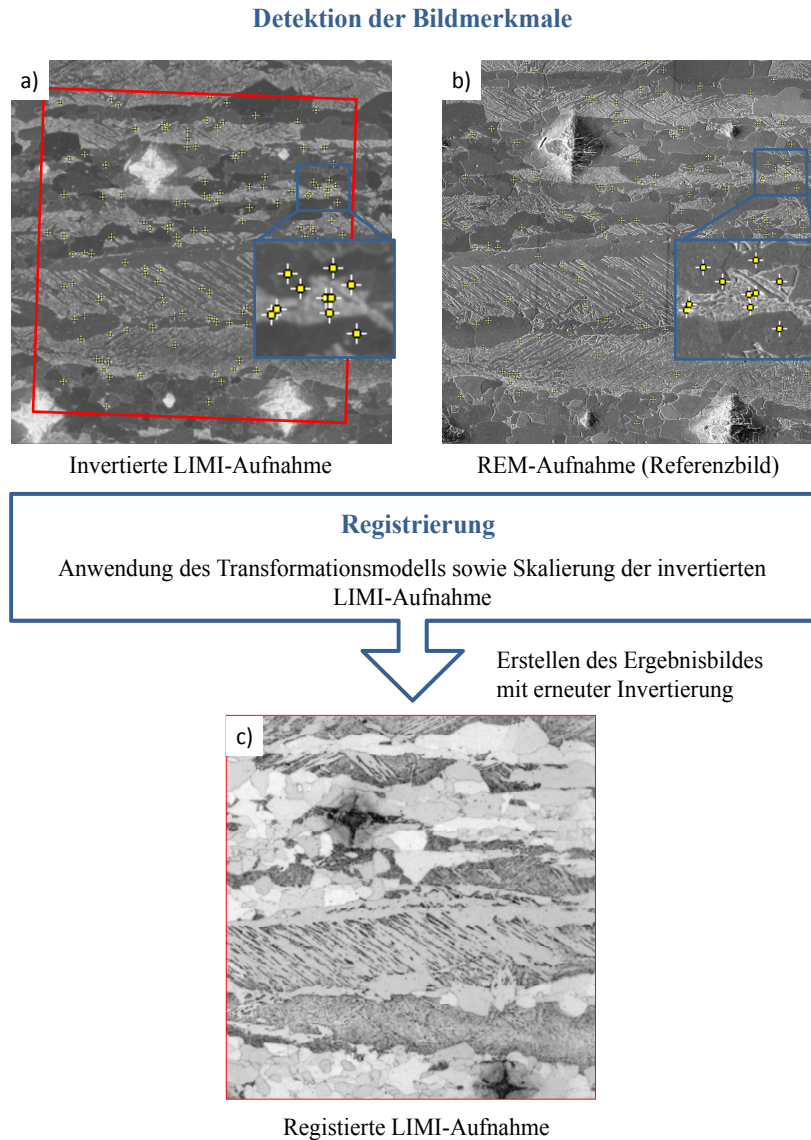 Detektion der Bildmerkmale
a)
b)
Invertierte LIMI-Aufnahme
REM-Aufnahme (Referenzbild)
Registrierung
Anwendung des Transformationsmodells sowie Skalierung der invertierten
LIMI-Aufnahme
Erstellen des Ergebnisbildes
mit erneuter Invertierung
c)
Registierte LIMI-Aufnahme